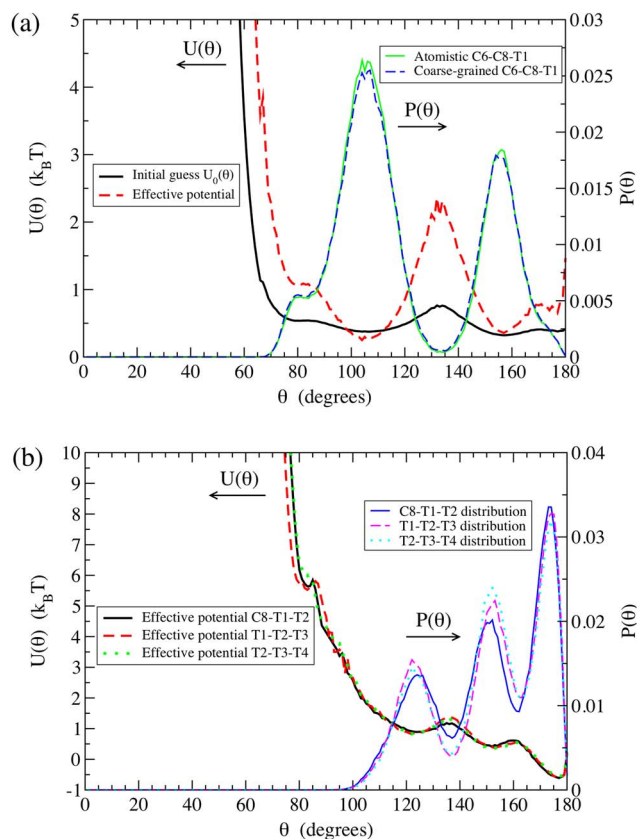 (a)
5
4
3
2
1
0
U(θ) (k_BT)
0 20 40 60 80 100 120 140 160 180
θ (degrees)
0.03
0.025
0.02
0.015
0.01
0.005
0
P(θ)
U(θ)
P(θ)
Atomistic C6-C8-T1
Coarse-grained C6-C8-T1
Initial guess U_0(θ)
Effective potential
(b)
10
9
8
7
6
5
4
3
2
1
0
-1
U(θ) (k_BT)
0 20 40 60 80 100 120 140 160 180
θ (degrees)
0.04
0.03
0.02
0.01
0
P(θ)
U(θ)
P(θ)
C8-T1-T2 distribution
T1-T2-T3 distribution
T2-T3-T4 distribution
Effective potential C8-T1-T2
Effective potential T1-T2-T3
Effective potential T2-T3-T4